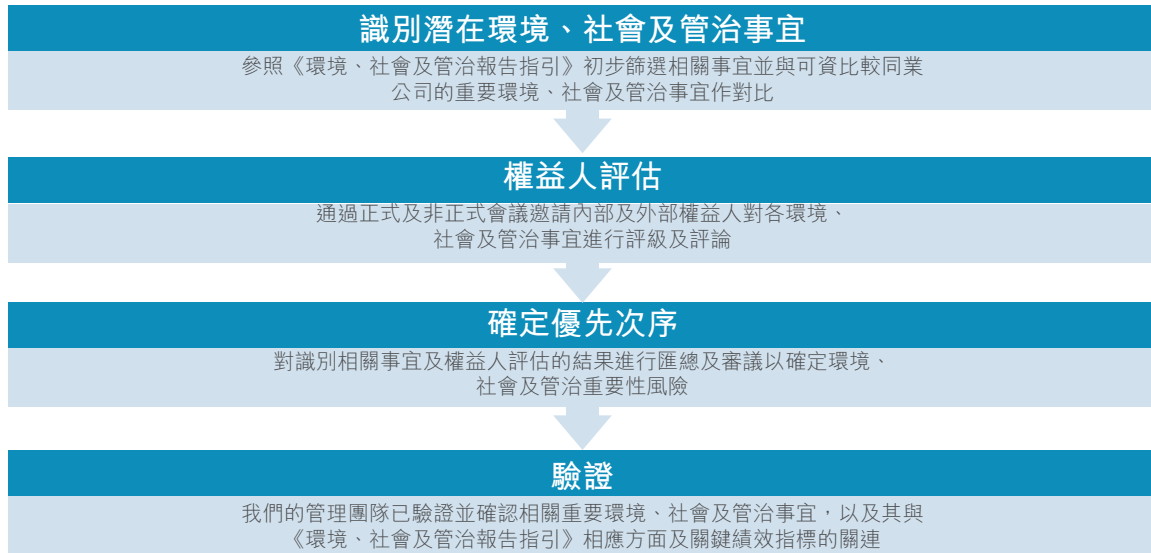 識別潛在環境、社會及管治事宜
參照《環境、社會及管治報告指引》初步篩選相關事宜並與可資比較同業
公司的重要環境、社會及管治事宜作對比
權益人評估
通過正式及非正式會議邀請內部及外部權益人對各環境、
社會及管治事宜進行評級及評論
確定優先次序
對識別相關事宜及權益人評估的結果進行匯總及審議以確定環境、
社會及管治重要性風險
驗證
我們的管理團隊已驗證並確認相關重要環境、社會及管治事宜，以及其與
《環境、社會及管治報告指引》相應方面及關鍵績效指標的關連